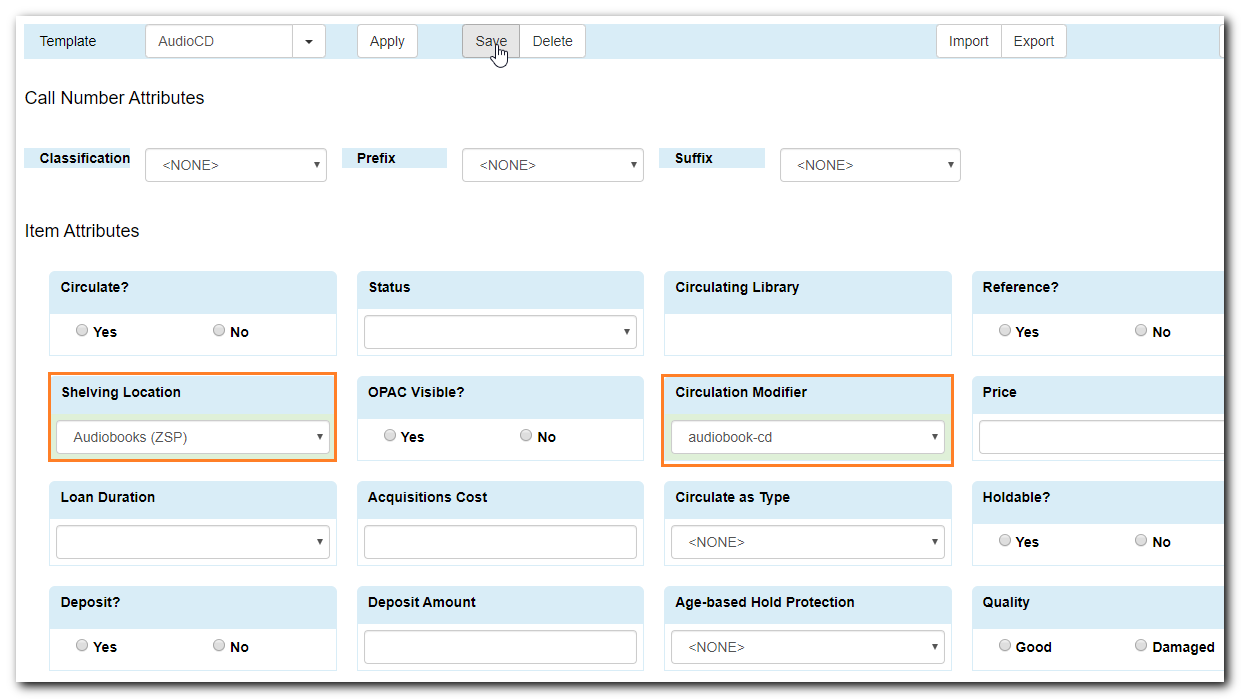 Template AudioCD Apply Save Delete Import Export
Call Number Attributes
Classification <NONE> Prefix <NONE> Suffix <NONE>
Item Attributes
Circulate? Status Circulating Library Reference?
Yes No Yes No
Shelving Location OPAC Visible? Circulation Modifier Price
Audiobooks (ZSP) Yes No audiobook-cd
Loan Duration Acquisitions Cost Circulate as Type Holdable?
<NONE> Yes No
Deposit? Deposit Amount Age-based Hold Protection Quality
Yes No <NONE> Good Damaged